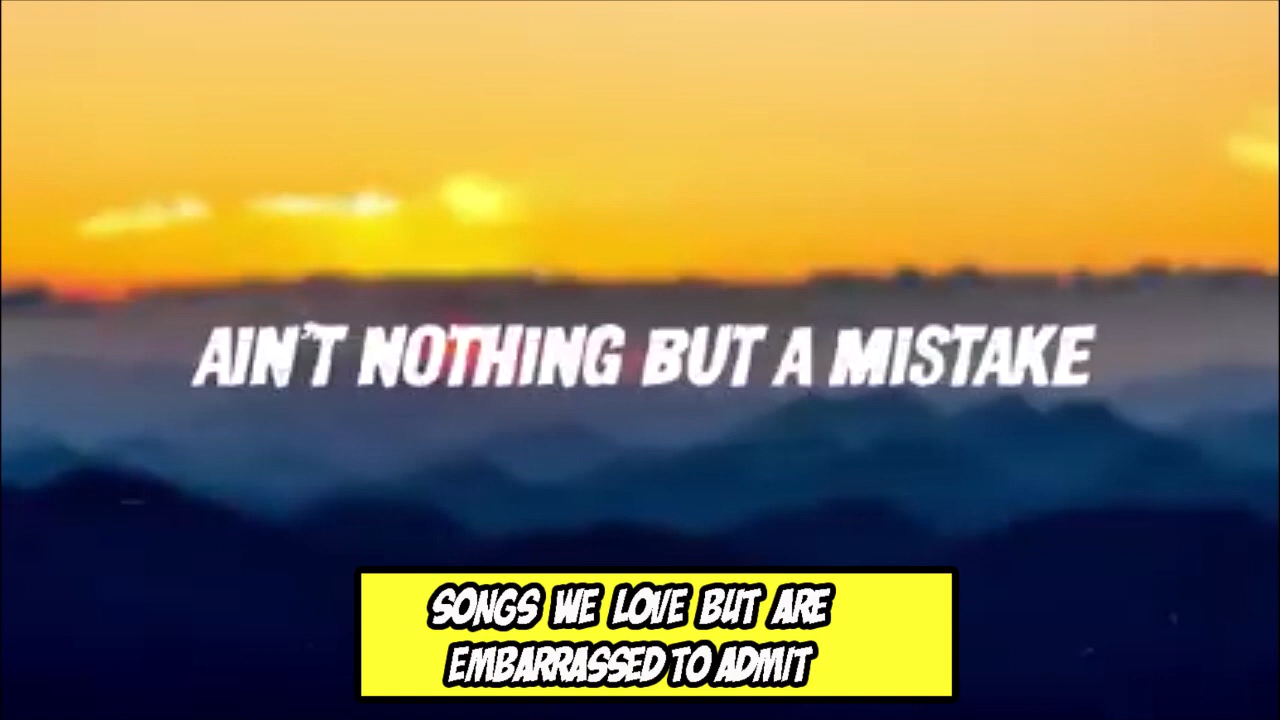 AIN'T NOTHING BUT A MISTAKE
SONGS WE LOVE BUT ARE
EMBARRASSED TO ADMIT